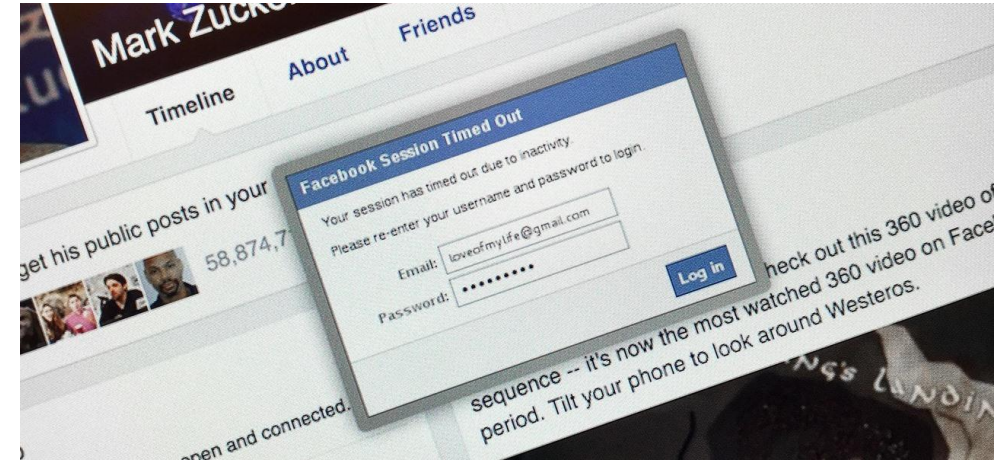 Mark Zucke
Timeline
About
Friends
get his public posts in your
58,874,7
Facebook Session Timed Out
Your session has timed out due to inactivity.
Please re-enter your username and password to login.
Email: loveofmylife@gmail.com
Password: •••••••••
Log in
heck out this 360 video of
most watched 360 video on Face
sequence -- it's now the
period. Tilt your phone to look around Westeros.
open and connected.
NG'S LANDIN